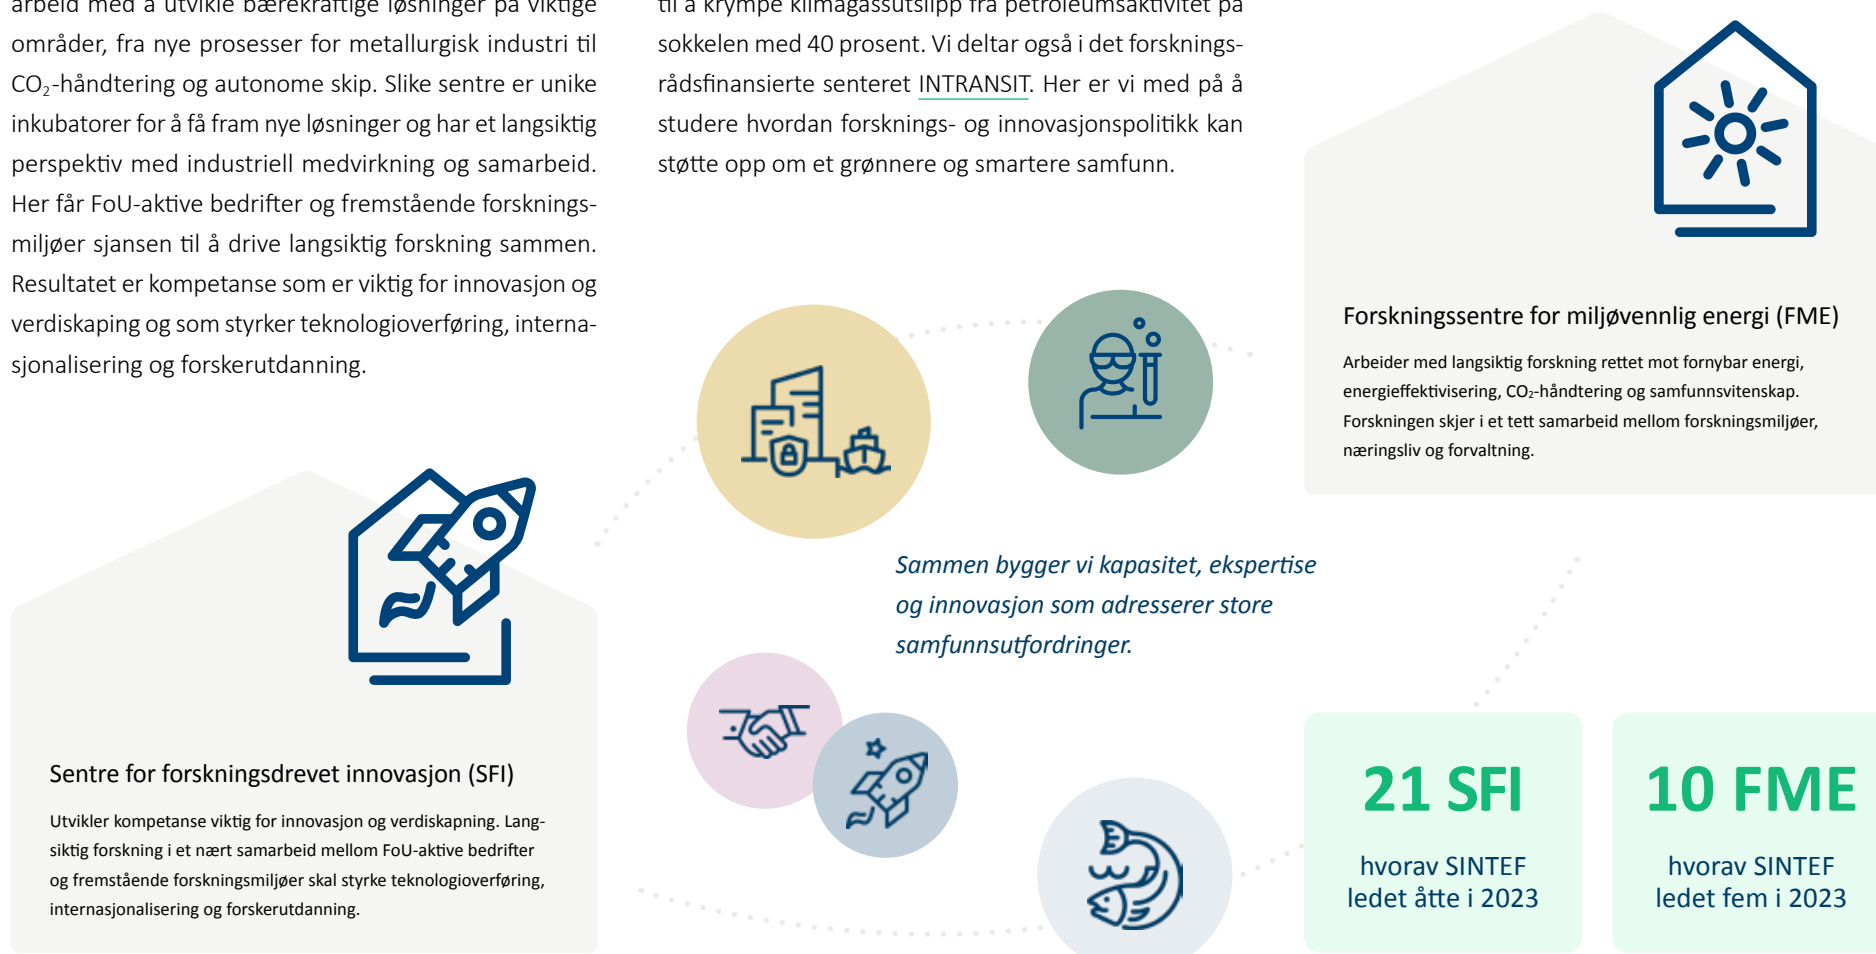 arbeid med å utvikle bærekraftige løsninger på viktige
områder, fra nye prosesser for metallurgisk industri til
CO₂-håndtering og autonome skip. Slike sentre er unike
inkubatorer for å få fram nye løsninger og har et langsiktig
perspektiv med industriell medvirkning og samarbeid.
Her får FoU-aktive bedrifter og fremstående forsknings-
miljøer sjansen til å drive langsiktig forskning sammen.
Resultatet er kompetanse som er viktig for innovasjon og
verdiskaping og som styrker teknologioverføring, interna-
sjonalisering og forskerutdanning.
til å krympe klimagassutslipp fra petroleumsaktivitet på
sokkelen med 40 prosent. Vi deltar også i det forsknings-
rådsfinansierte senteret INTRANSIT. Her er vi med på å
studere hvordan forsknings- og innovasjonspolitikk kan
støtte opp om et grønnere og smartere samfunn.
Forskningssentre for miljøvennlig energi (FME)
Arbeider med langsiktig forskning rettet mot fornybar energi,
energieffektivisering, CO₂-håndtering og samfunnsvitenskap.
Forskningen skjer i et tett samarbeid mellom forskningsmiljøer,
næringsliv og forvaltning.
Sammen bygger vi kapasitet, ekspertise
og innovasjon som adresserer store
samfunnsutfordringer.
Sentre for forskningsdrevet innovasjon (SFI)
Utvikler kompetanse viktig for innovasjon og verdiskapning. Lang-
siktig forskning i et nært samarbeid mellom FoU-aktive bedrifter
og fremstående forskningsmiljøer skal styrke teknologioverføring,
internasjonalisering og forskerutdanning.
21 SFI
hvorav SINTEF
ledet åtte i 2023
10 FME
hvorav SINTEF
ledet fem i 2023